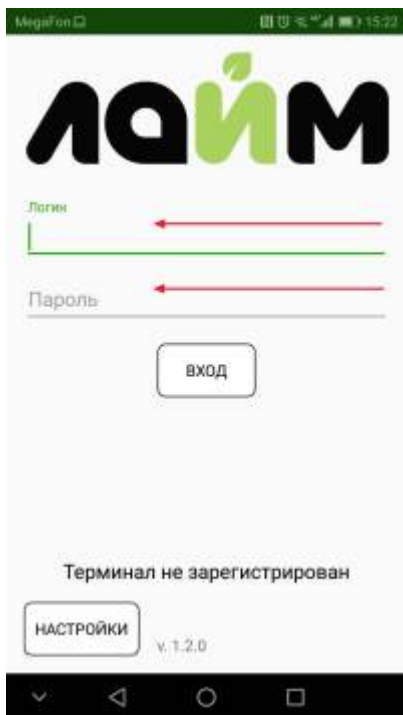 MegaFon
15:22
лайм
Логин
Пароль
ВХОД
Терминал не зарегистрирован
НАСТРОЙКИ
v. 1.2.0